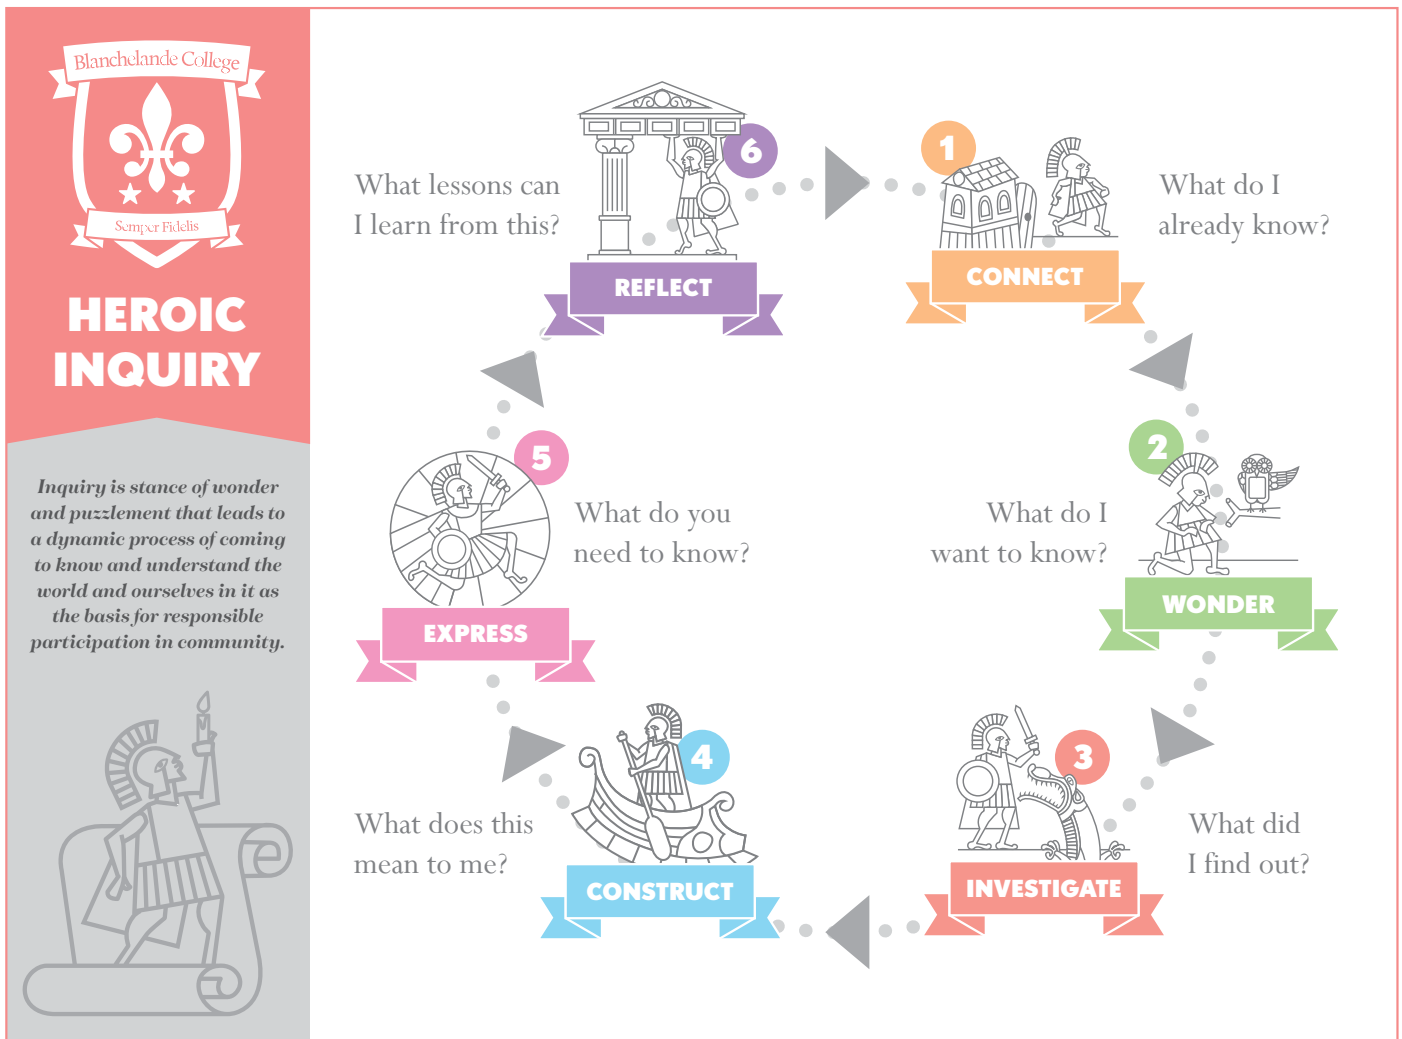 Blanchelande College
Semper Fidelis
HEROIC
INQUIRY
Inquiry is stance of wonder
and puzzlement that leads to
a dynamic process of coming
to know and understand the
world and ourselves in it as
the basis for responsible
participation in community.
1
CONNECT
What do I
already know?
2
WONDER
What do I
want to know?
3
INVESTIGATE
What did
I find out?
4
CONSTRUCT
What does this
mean to me?
5
EXPRESS
What do you
need to know?
6
REFLECT
What lessons can
I learn from this?